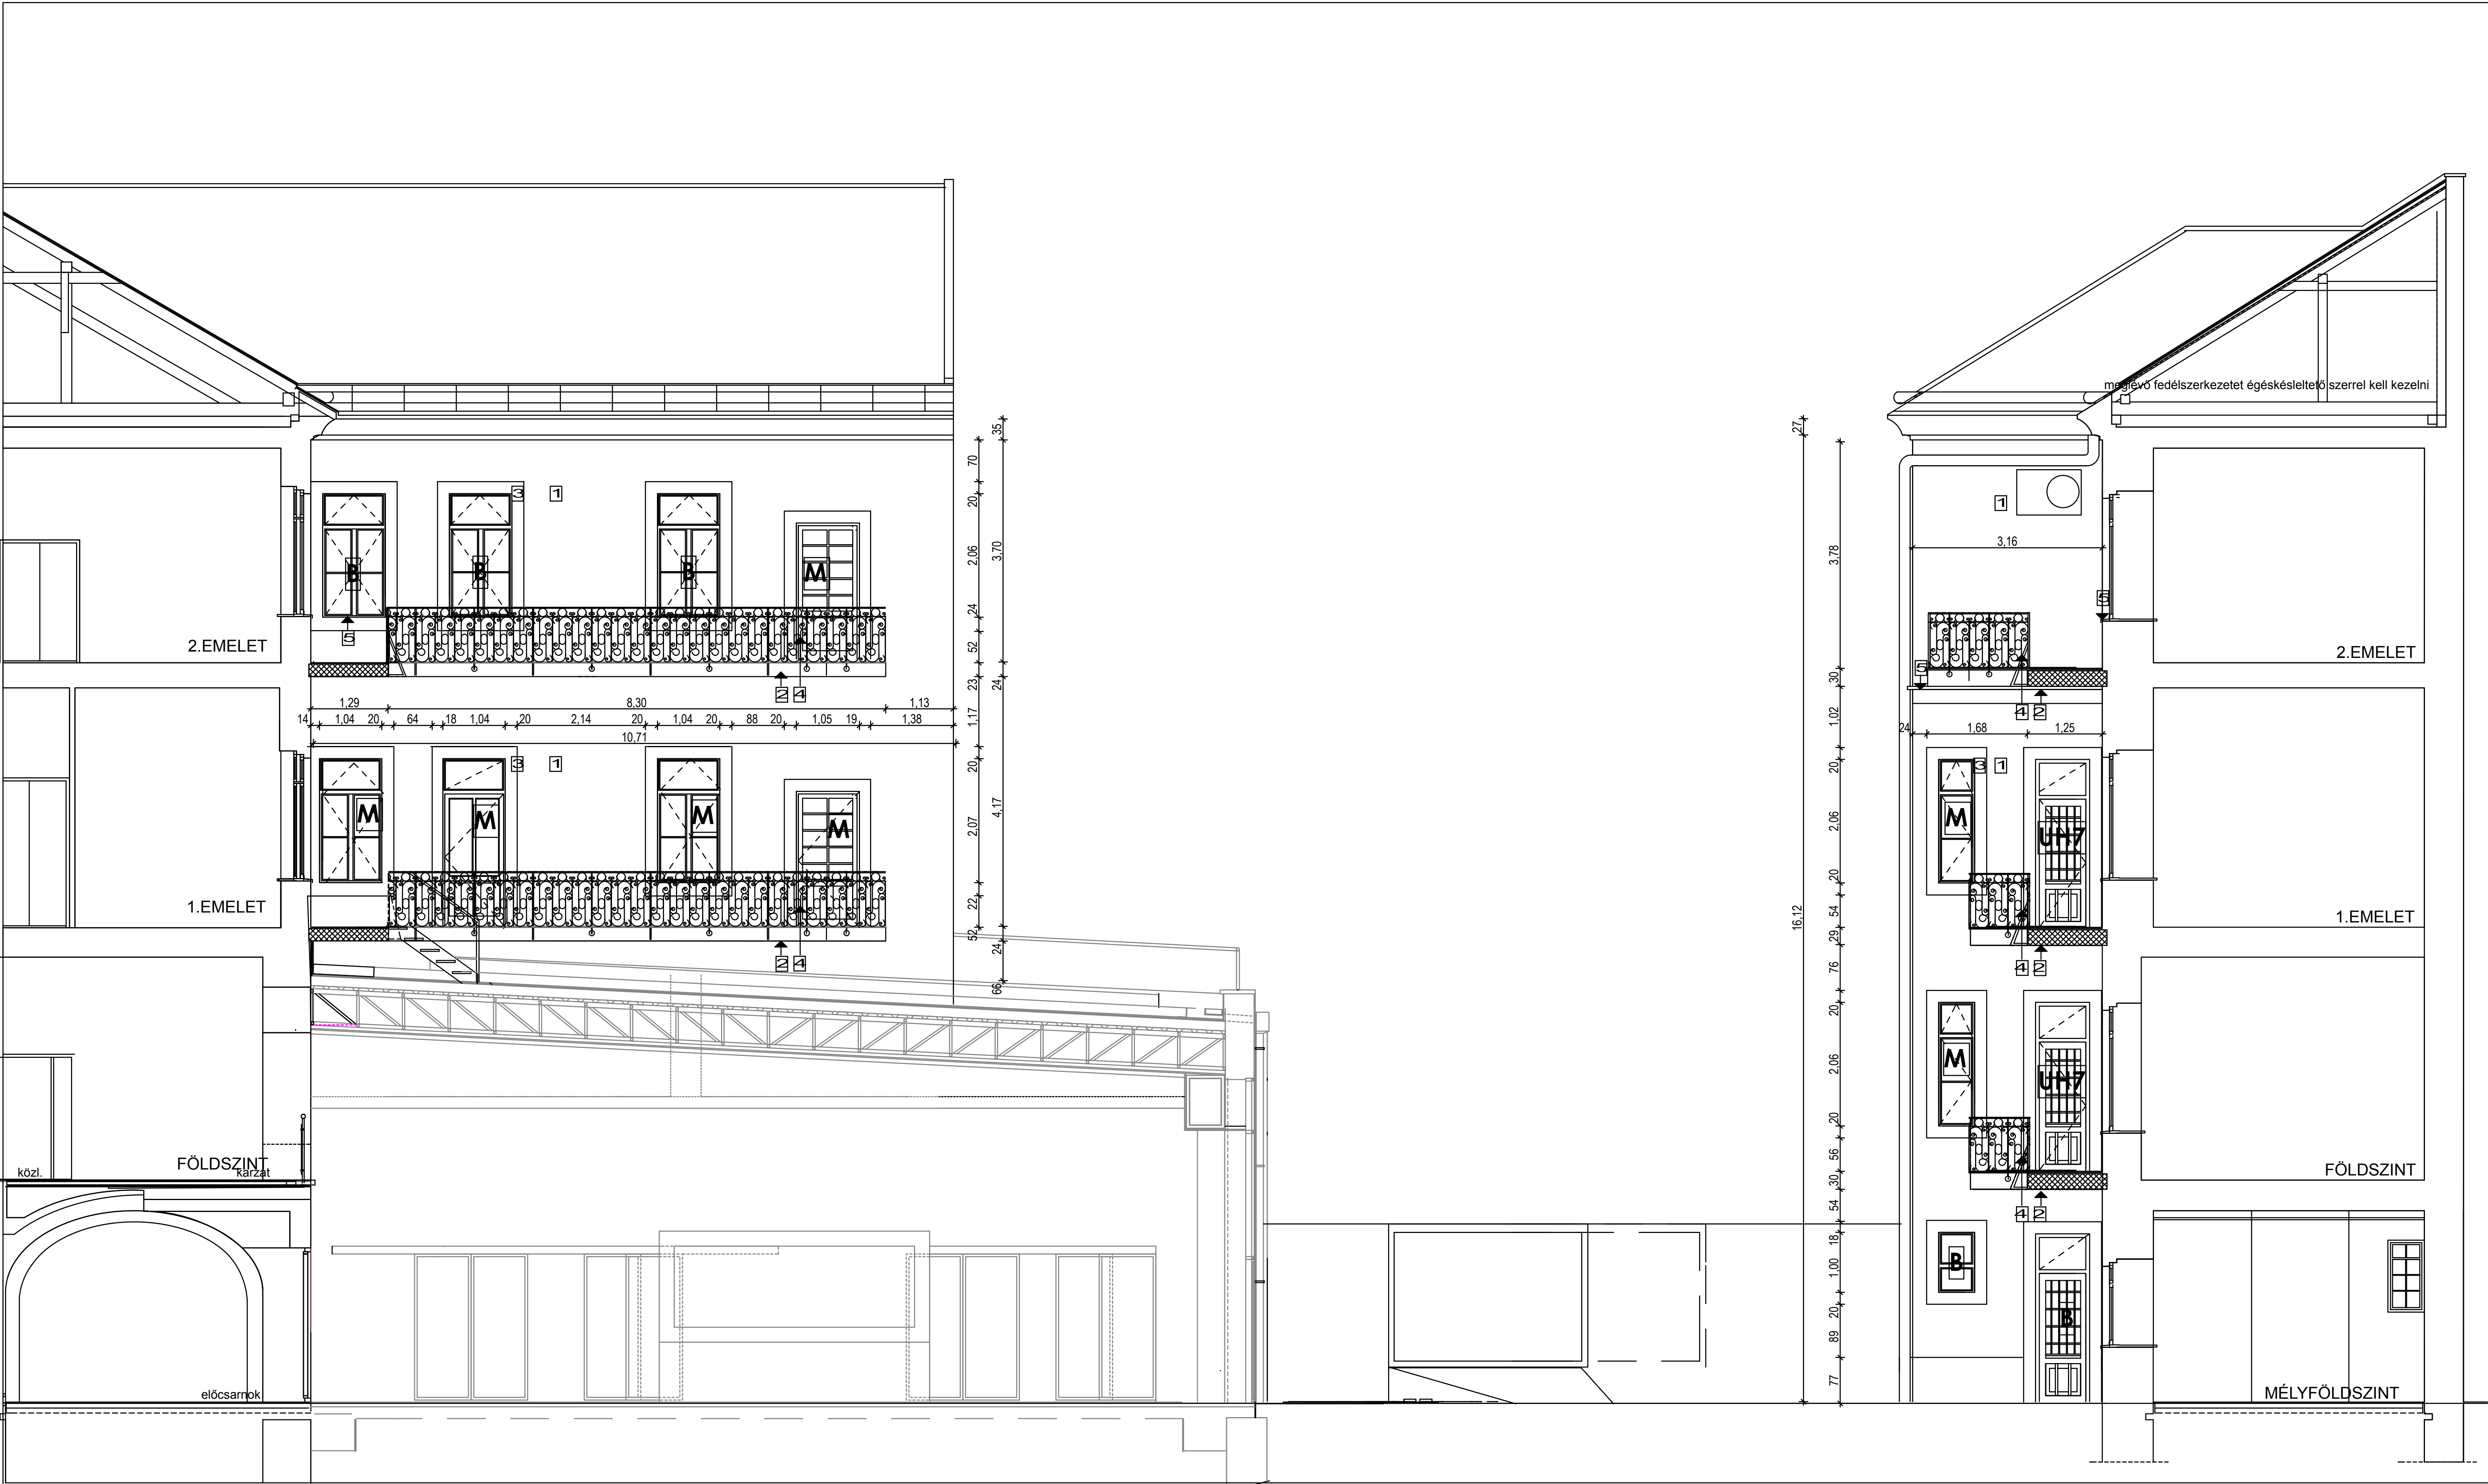 meglévő fedélszerkezetet égéskésleltető szerrel kell kezelni
35
27
70
20
2,06
3,70
24
52
23
24
1,17
20
2,07
4,17
22
52
24
66
3 1
B B B M
5
2.EMELET
2 4
1,29 8,30 1,13
14 1,04 20 64 18 1,04 20 2,14 20 1,04 20 88 20 1,05 19 1,38
10,71
3 1
M M M M
1.EMELET
2 4
FÖLDSZINT
közl. karzat
előcsarnok
16,12
3,78
30
1,02
20
2,06
20
54
29
76
20
2,06
20
56
30
54
18
1,00
20
89
77
1
3,16
5
5
2.EMELET
4 2
24 1,68 1,25
3 1
M UH7
1.EMELET
4 2
M UH7
FÖLDSZINT
4 2
B
B
MÉLYFÖLDSZINT